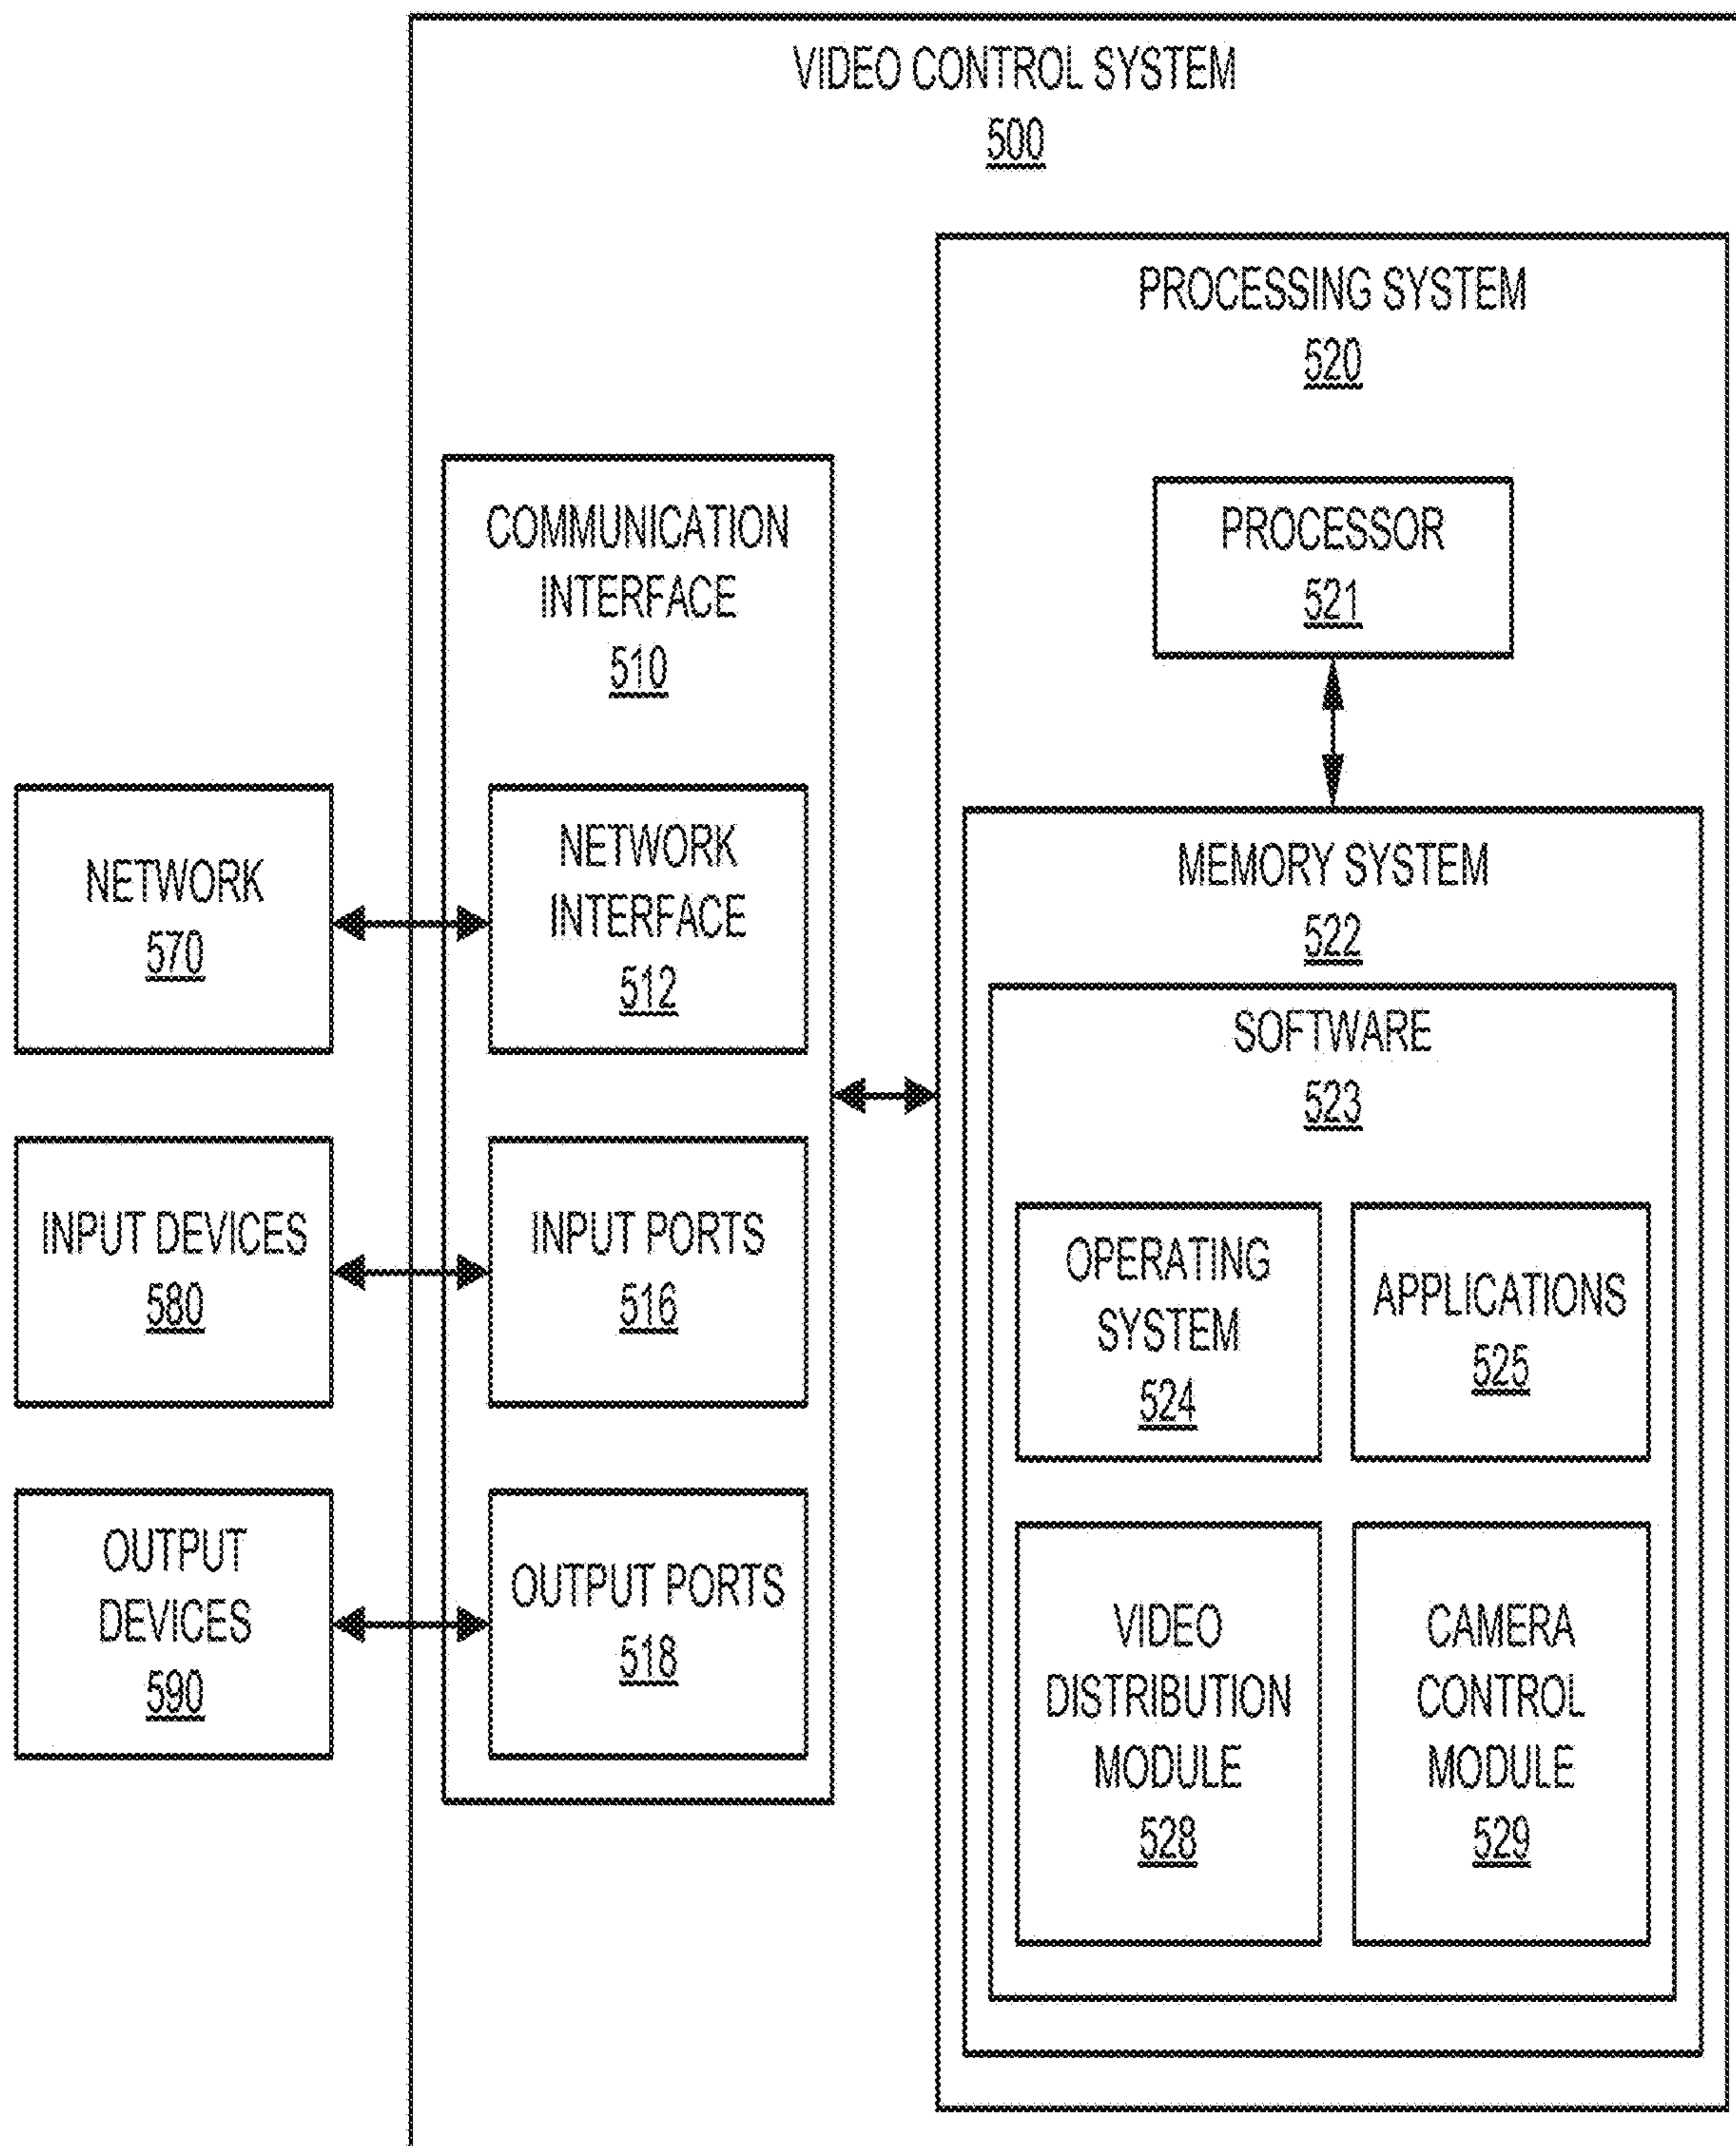 VIDEO CONTROL SYSTEM
500
PROCESSING SYSTEM
520
PROCESSOR
521
COMMUNICATION
INTERFACE
510
NETWORK
570
NETWORK
INTERFACE
512
MEMORY SYSTEM
522
SOFTWARE
523
INPUT DEVICES
580
INPUT PORTS
516
OPERATING
SYSTEM
524
APPLICATIONS
525
OUTPUT
DEVICES
590
OUTPUT PORTS
518
VIDEO
DISTRIBUTION
MODULE
528
CAMERA
CONTROL
MODULE
529